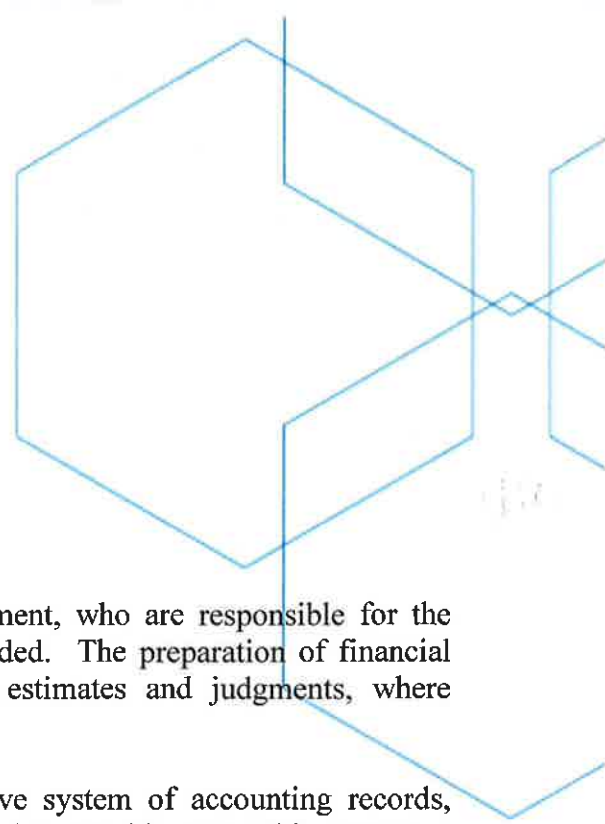 ment, who are responsible for the
ded. The preparation of financial
estimates and judgments, where
ve system of accounting records,